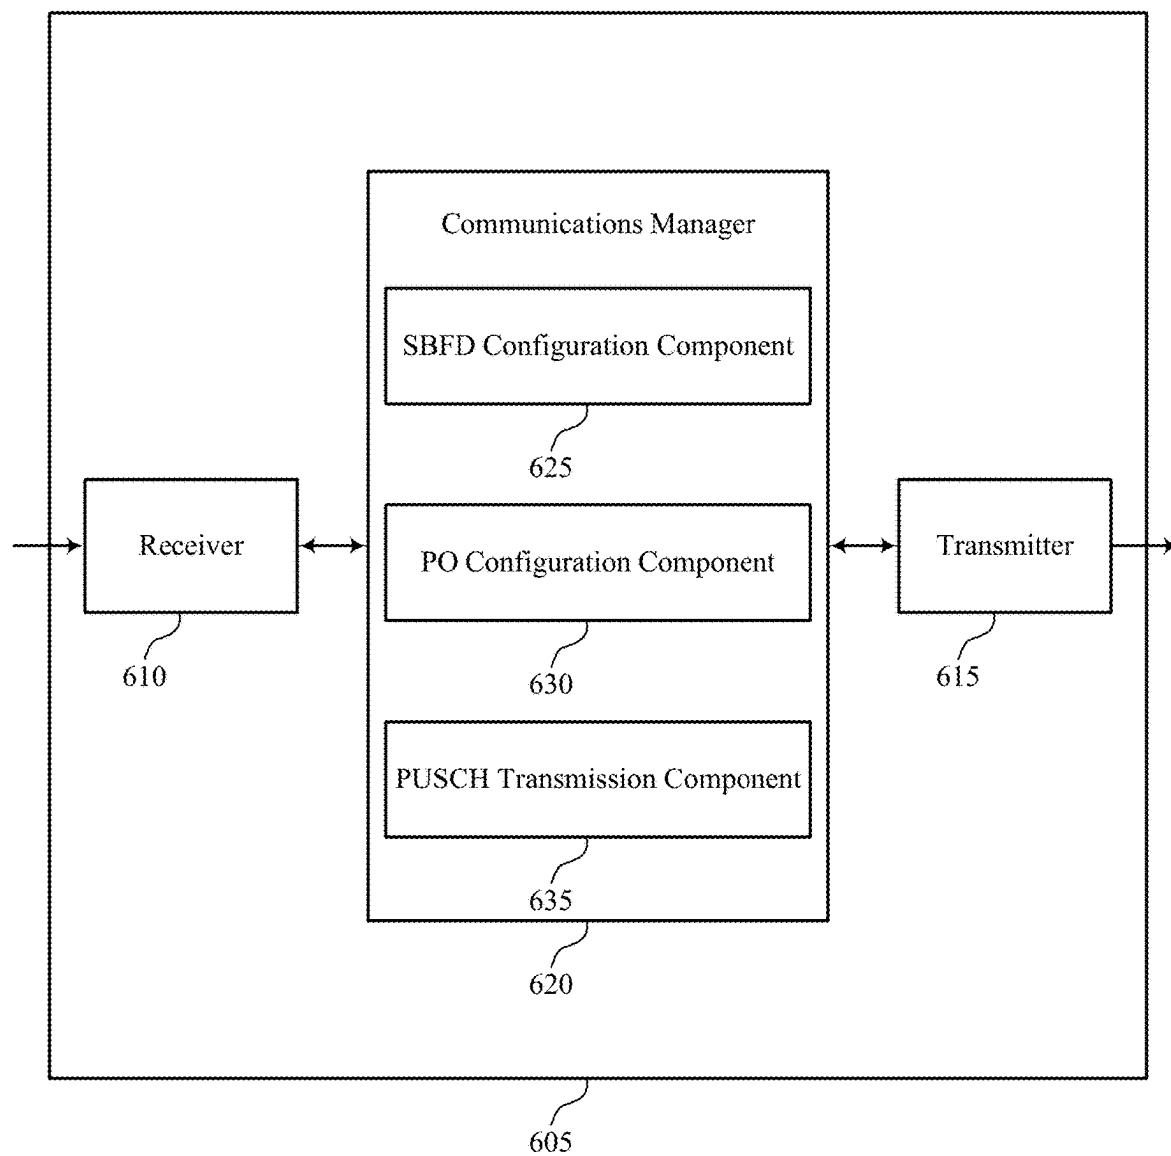 Communications Manager
SBFD Configuration Component
625
Receiver
610
PO Configuration Component
630
Transmitter
615
PUSCH Transmission Component
635
620
605